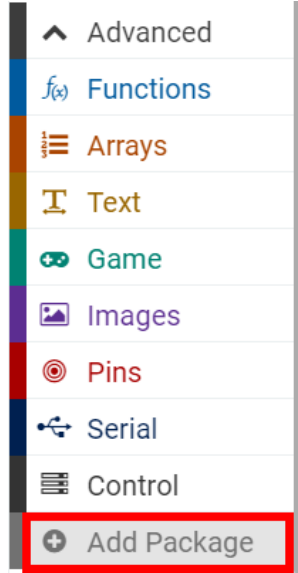 Advanced
f(x) Functions
Arrays
Text
Game
Images
Pins
Serial
Control
Add Package